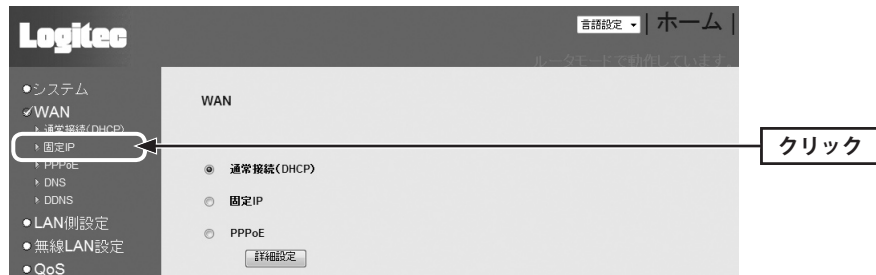 Logitec
言語設定
|ホーム|
ルータモードで動作しています。
●システム
WAN
通常接続(DHCP)
固定IP
PPPoE
DNS
DDNS
●LAN側設定
●無線LAN設定
●QoS
WAN
通常接続(DHCP)
固定IP
PPPoE
詳細設定
クリック